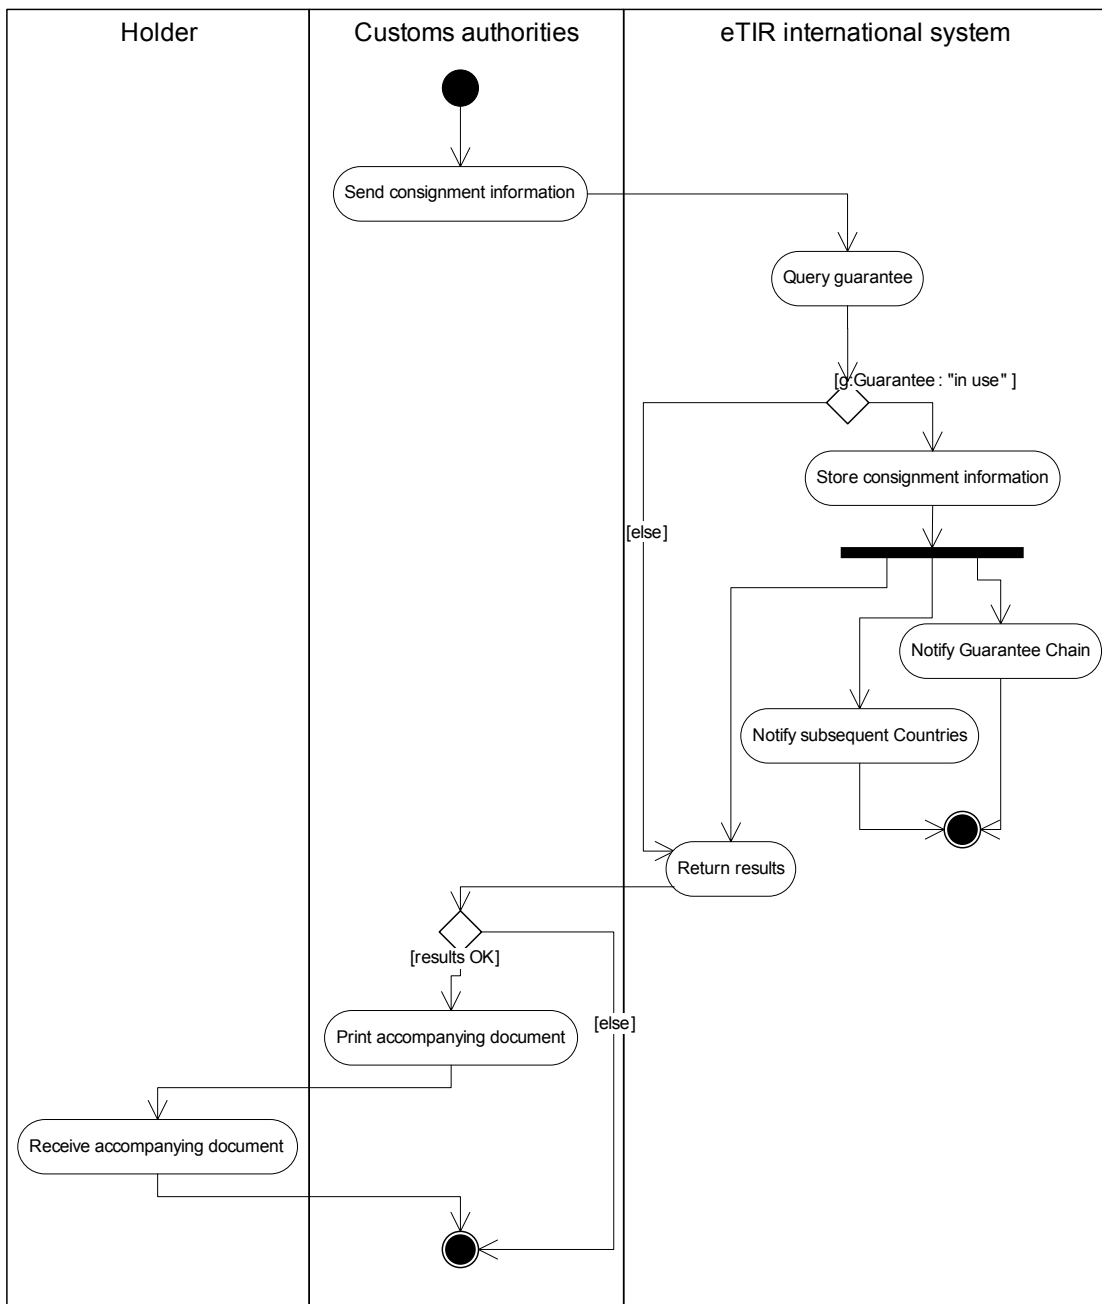 Holder
Customs authorities
eTIR international system
Send consignment information
Query guarantee
[g:Guarantee : "in use" ]
Store consignment information
[else]
Notify Guarantee Chain
Notify subsequent Countries
Return results
[results OK]
[else]
Print accompanying document
Receive accompanying document